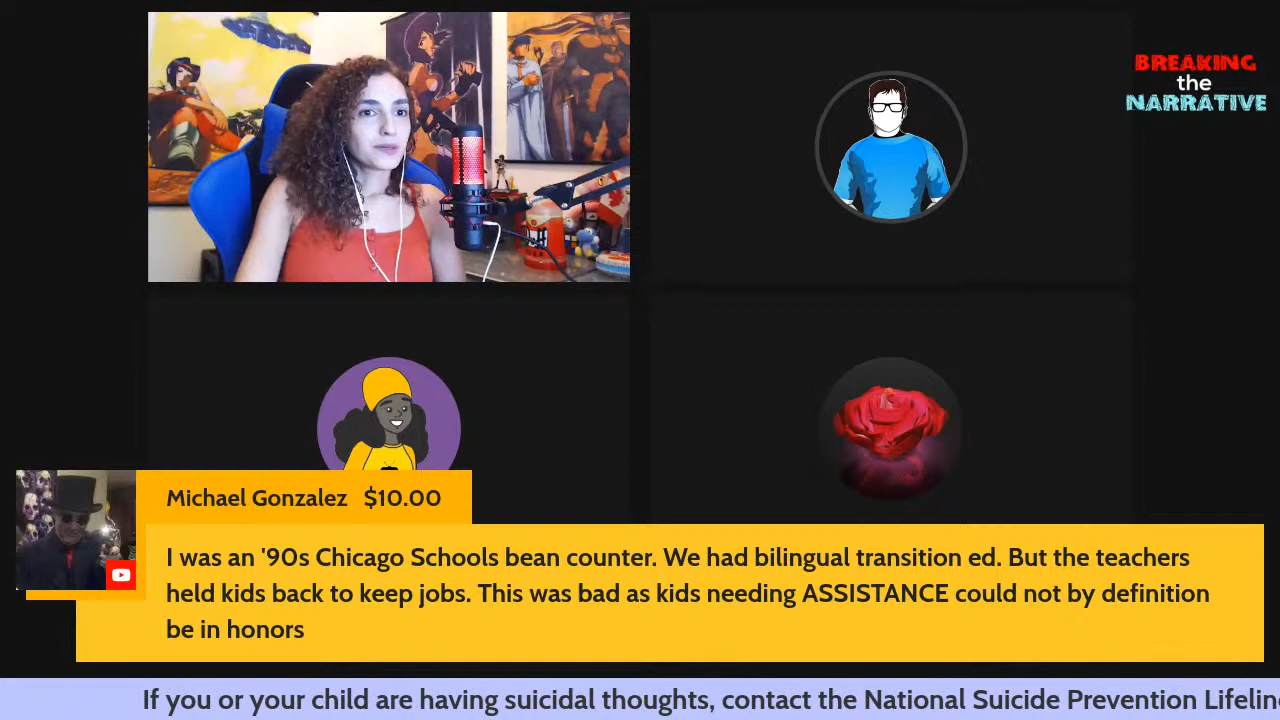 BREAKING
the
NARRATIVE
Michael Gonzalez $10.00
I was an '90s Chicago Schools bean counter. We had bilingual transition ed. But the teachers
held kids back to keep jobs. This was bad as kids needing ASSISTANCE could not by definition
be in honors
If you or your child are having suicidal thoughts, contact the National Suicide Prevention Lifelin